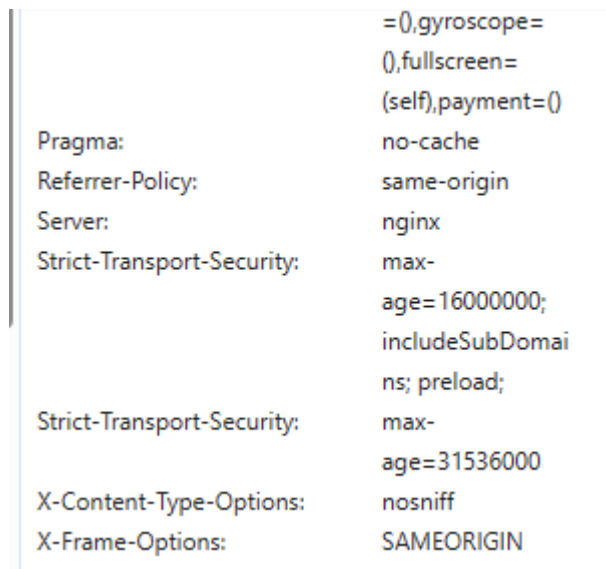 =(),gyroscope=
(),fullscreen=
(self),payment=()
Pragma: no-cache
Referrer-Policy: same-origin
Server: nginx
Strict-Transport-Security: max-
age=16000000;
includeSubDomai
ns; preload;
Strict-Transport-Security: max-
age=31536000
X-Content-Type-Options: nosniff
X-Frame-Options: SAMEORIGIN